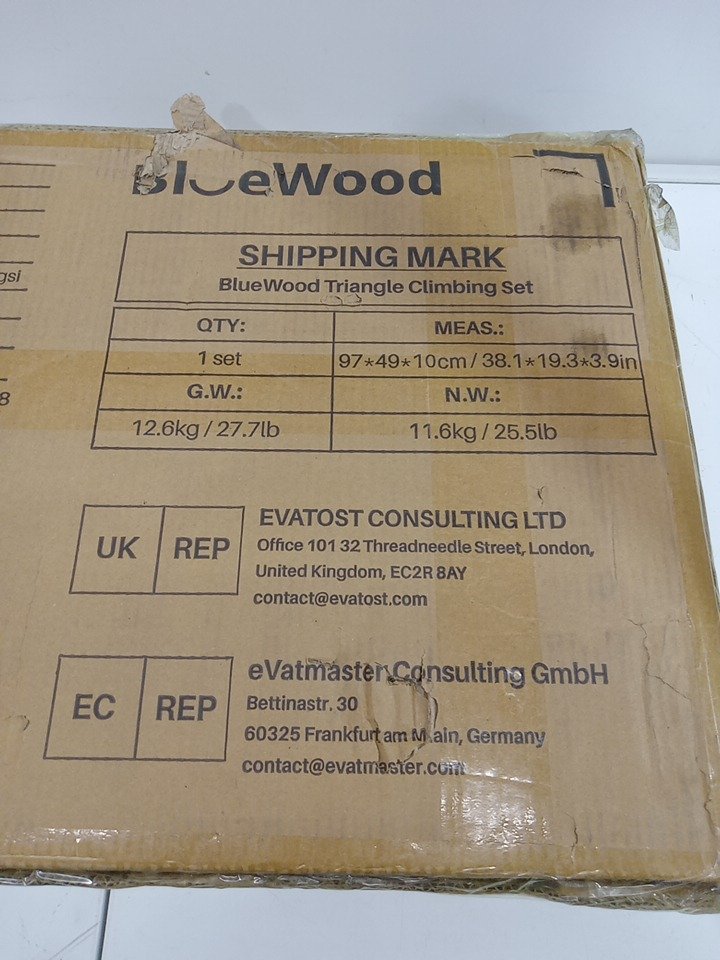 BlueWood
SHIPPING MARK
BlueWood Triangle Climbing Set
QTY: MEAS.:
1 set 97*49*10cm / 38.1*19.3*3.9in
G.W.: N.W.:
12.6kg / 27.7lb 11.6kg / 25.5lb
gsi
8
UK REP
EVATOST CONSULTING LTD
Office 101 32 Threadneedle Street, London,
United Kingdom, EC2R 8AY
contact@evatost.com
EC REP
eVatmaster Consulting GmbH
Bettinastr. 30
60325 Frankfurt am Main, Germany
contact@evatmaster.com